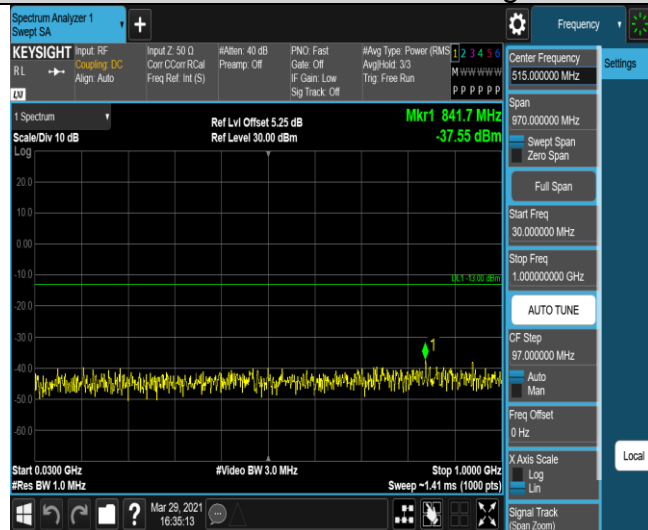 Spectrum Analyzer 1
Swept SA
Frequency
KEYSIGHT
RL
Input: RF
Coupling: DC
Align: Auto
Input Z: 50 Ω
Corr CCorr RCal
Freq Ref: Int (S)
#Atten: 40 dB
Preamp: Off
PNO: Fast
Gate: Off
IF Gain: Low
Sig Track: Off
#Avg Type: Power (RMS
Avg|Hold: 3/3
Trig: Free Run
1 2 3 4 5 6
M W W W W W
P P P P P P
LXI
1 Spectrum
Scale/Div 10 dB
Log
Ref Lvl Offset 5.25 dB
Ref Level 30.00 dBm
Mkr1 841.7 MHz
-37.55 dBm
20.0
10.0
0.00
-10.0
DL1 -13.00 dBm
-20.0
-30.0
1
-40.0
-50.0
-60.0
Start 0.0300 GHz
#Video BW 3.0 MHz
Stop 1.0000 GHz
#Res BW 1.0 MHz
Sweep ~1.41 ms (1000 pts)
Mar 29, 2021
16:35:13
Center Frequency
515.000000 MHz
Settings
Span
970.000000 MHz
Swept Span
Zero Span
Full Span
Start Freq
30.000000 MHz
Stop Freq
1.000000000 GHz
AUTO TUNE
CF Step
97.000000 MHz
Auto
Man
Freq Offset
0 Hz
X Axis Scale
Log
Lin
Local
Signal Track
(Span Zoom)